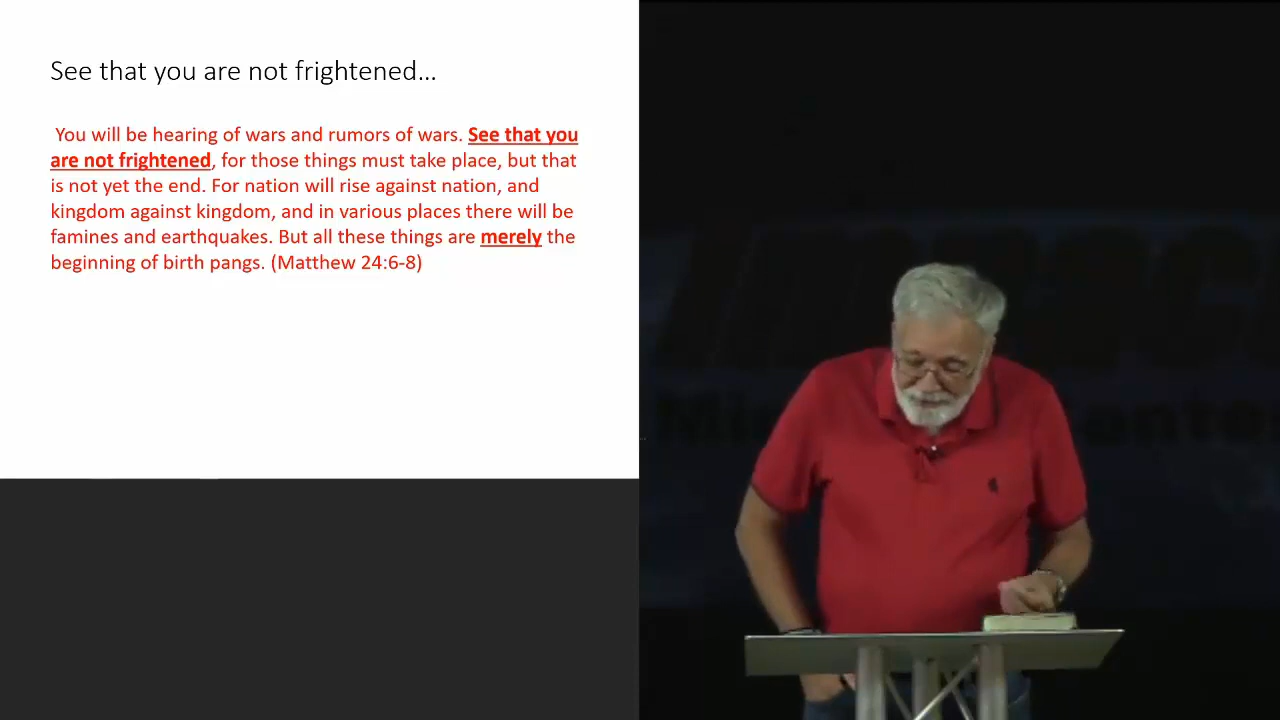 See that you are not frightened...
You will be hearing of wars and rumors of wars. See that you
are not frightened, for those things must take place, but that
is not yet the end. For nation will rise against nation, and
kingdom against kingdom, and in various places there will be
famines and earthquakes. But all these things are merely the
beginning of birth pangs. (Matthew 24:6-8)